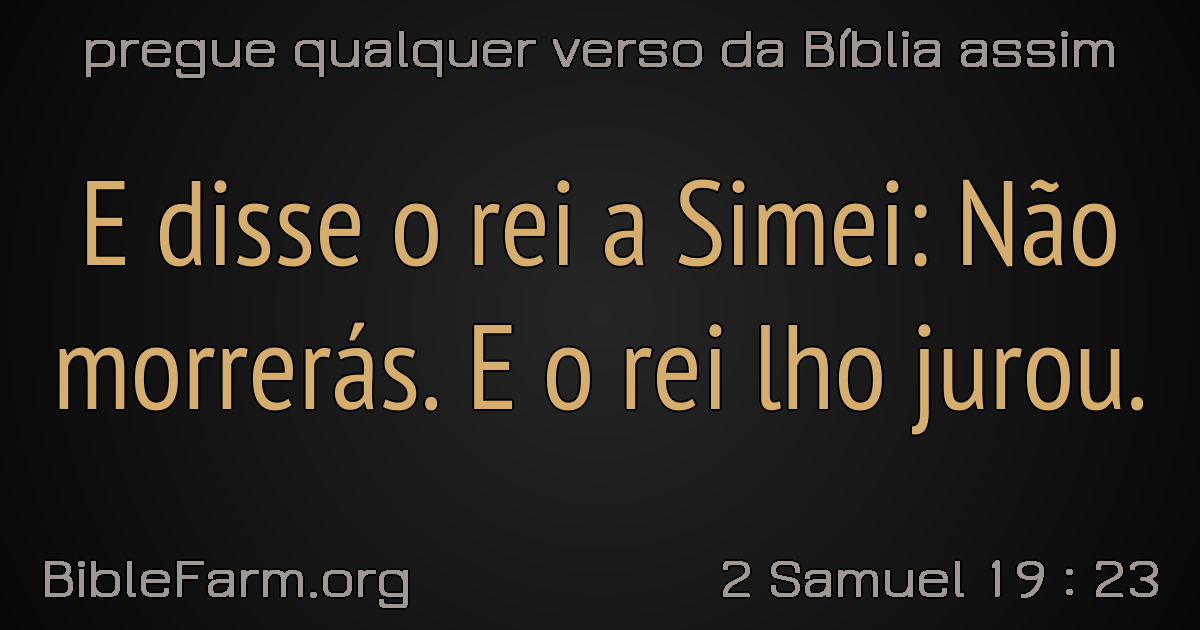 pregue qualquer verso da Bíblia assim
E disse o rei a Simei: Não
morrerás. E o rei lho jurou.
BibleFarm.org
2 Samuel 19 : 23